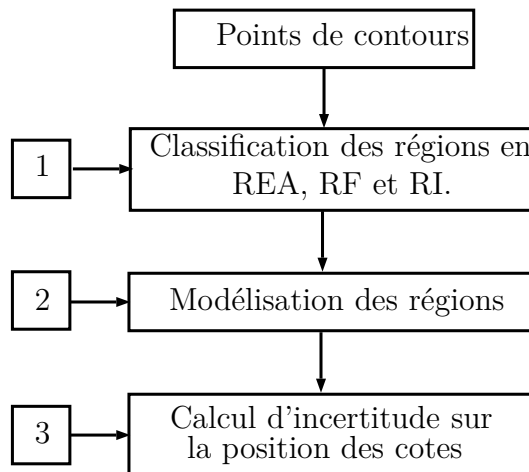 Points de contours
1
Classification des régions en
REA, RF et RI.
2
Modélisation des régions
3
Calcul d'incertitude sur
la position des cotes